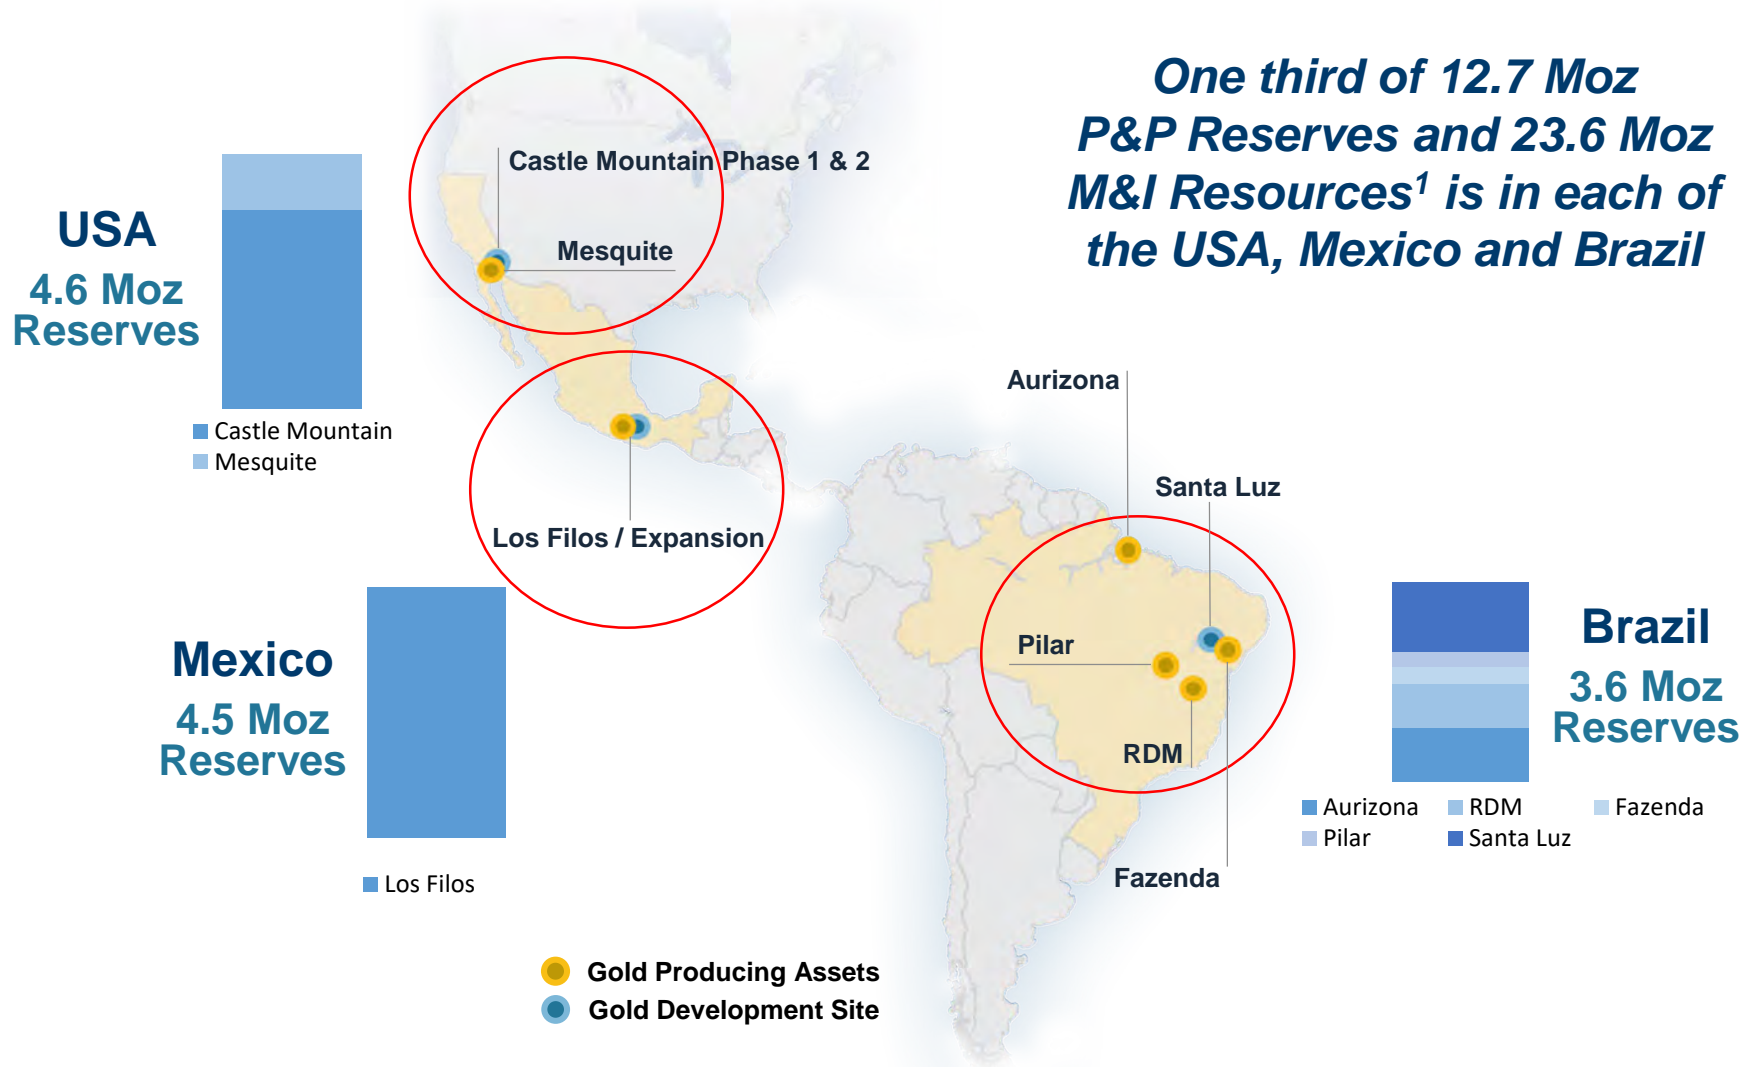 One third of 12.7 Moz
P&P Reserves and 23.6 Moz
M&I Resources¹ is in each of
the USA, Mexico and Brazil
Castle Mountain Phase 1 & 2
Mesquite
USA
4.6 Moz
Reserves
Castle Mountain
Mesquite
Los Filos / Expansion
Mexico
4.5 Moz
Reserves
Los Filos
Aurizona
Santa Luz
Pilar
RDM
Fazenda
Brazil
3.6 Moz
Reserves
Aurizona RDM Fazenda
Pilar Santa Luz
Gold Producing Assets
Gold Development Site